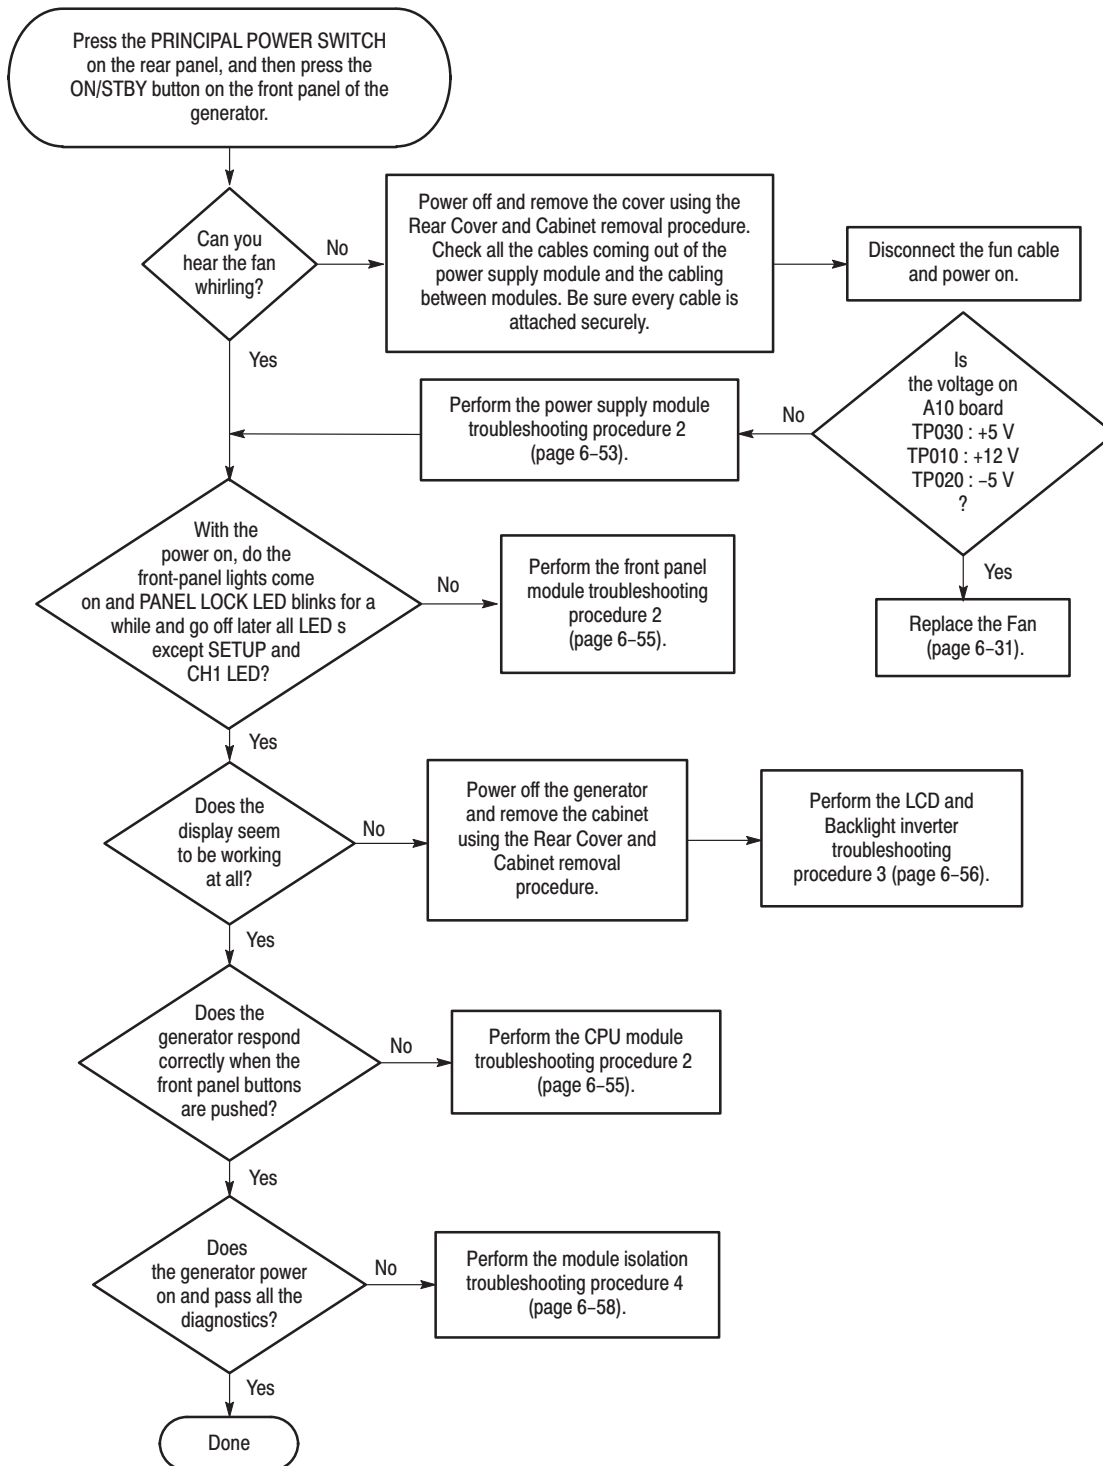 Press the PRINCIPAL POWER SWITCH
on the rear panel, and then press the
ON/STBY button on the front panel of the
generator.
Can you
hear the fan
whirling?
No
Power off and remove the cover using the
Rear Cover and Cabinet removal procedure.
Check all the cables coming out of the
power supply module and the cabling
between modules. Be sure every cable is
attached securely.
Disconnect the fun cable
and power on.
Yes
Is
the voltage on
A10 board
TP030 : +5 V
TP010 : +12 V
TP020 : –5 V
?
No
Perform the power supply module
troubleshooting procedure 2
(page 6–53).
Yes
Replace the Fan
(page 6–31).
With the
power on, do the
front-panel lights come
on and PANEL LOCK LED blinks for a
while and go off later all LED s
except SETUP and
CH1 LED?
No
Perform the front panel
module troubleshooting
procedure 2
(page 6–55).
Yes
Does the
display seem
to be working
at all?
No
Power off the generator
and remove the cabinet
using the Rear Cover and
Cabinet removal
procedure.
Perform the LCD and
Backlight inverter
troubleshooting
procedure 3 (page 6–56).
Yes
Does the
generator respond
correctly when the
front panel buttons
are pushed?
No
Perform the CPU module
troubleshooting procedure 2
(page 6–55).
Yes
Does
the generator power
on and pass all the
diagnostics?
No
Perform the module isolation
troubleshooting procedure 4
(page 6–58).
Yes
Done